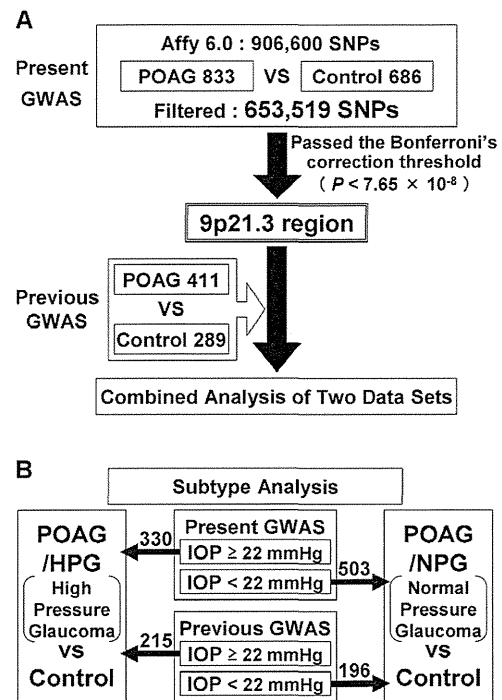 A
Affy 6.0 : 906,600 SNPs
Present
GWAS
POAG 833 VS Control 686
Filtered : 653,519 SNPs
Passed the Bonferroni's
correction threshold
( P < 7.65 × 10-8 )
9p21.3 region
Previous
GWAS
POAG 411
VS
Control 289
Combined Analysis of Two Data Sets
B
Subtype Analysis
POAG
/HPG
High
Pressure
Glaucoma
VS
Control
330
215
Present GWAS
IOP ≥ 22 mmHg
IOP < 22 mmHg
Previous GWAS
IOP ≥ 22 mmHg
IOP < 22 mmHg
503
196
POAG
/NPG
Normal
Pressure
Glaucoma
VS
Control